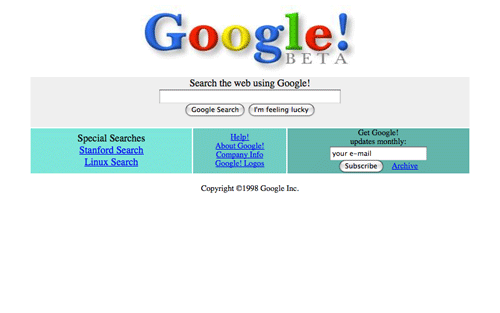 Google!
BETA
Search the web using Google!
Google Search I'm feeling lucky
Special Searches
Stanford Search
Linux Search
Help!
About Google!
Company Info
Google! Logos
Get Google!
updates monthly:
your e-mail
Subscribe Archive
Copyright ©1998 Google Inc.